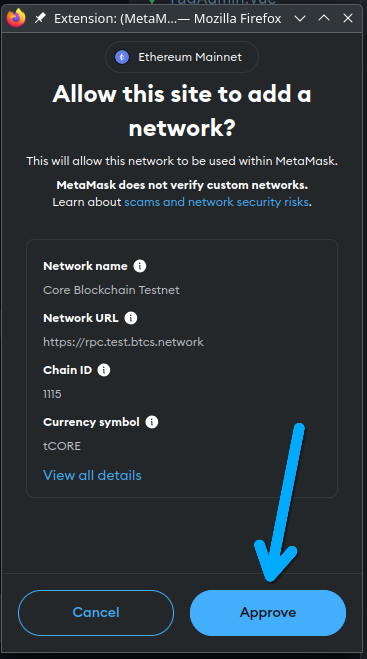 Extension: (MetaM...— Mozilla Firefox
Ethereum Mainnet
Allow this site to add a
network?
This will allow this network to be used within MetaMask.
MetaMask does not verify custom networks.
Learn about scams and network security risks.
Network name
Core Blockchain Testnet
Network URL
https://rpc.test.btcs.network
Chain ID
1115
Currency symbol
tCORE
View all details
Cancel
Approve